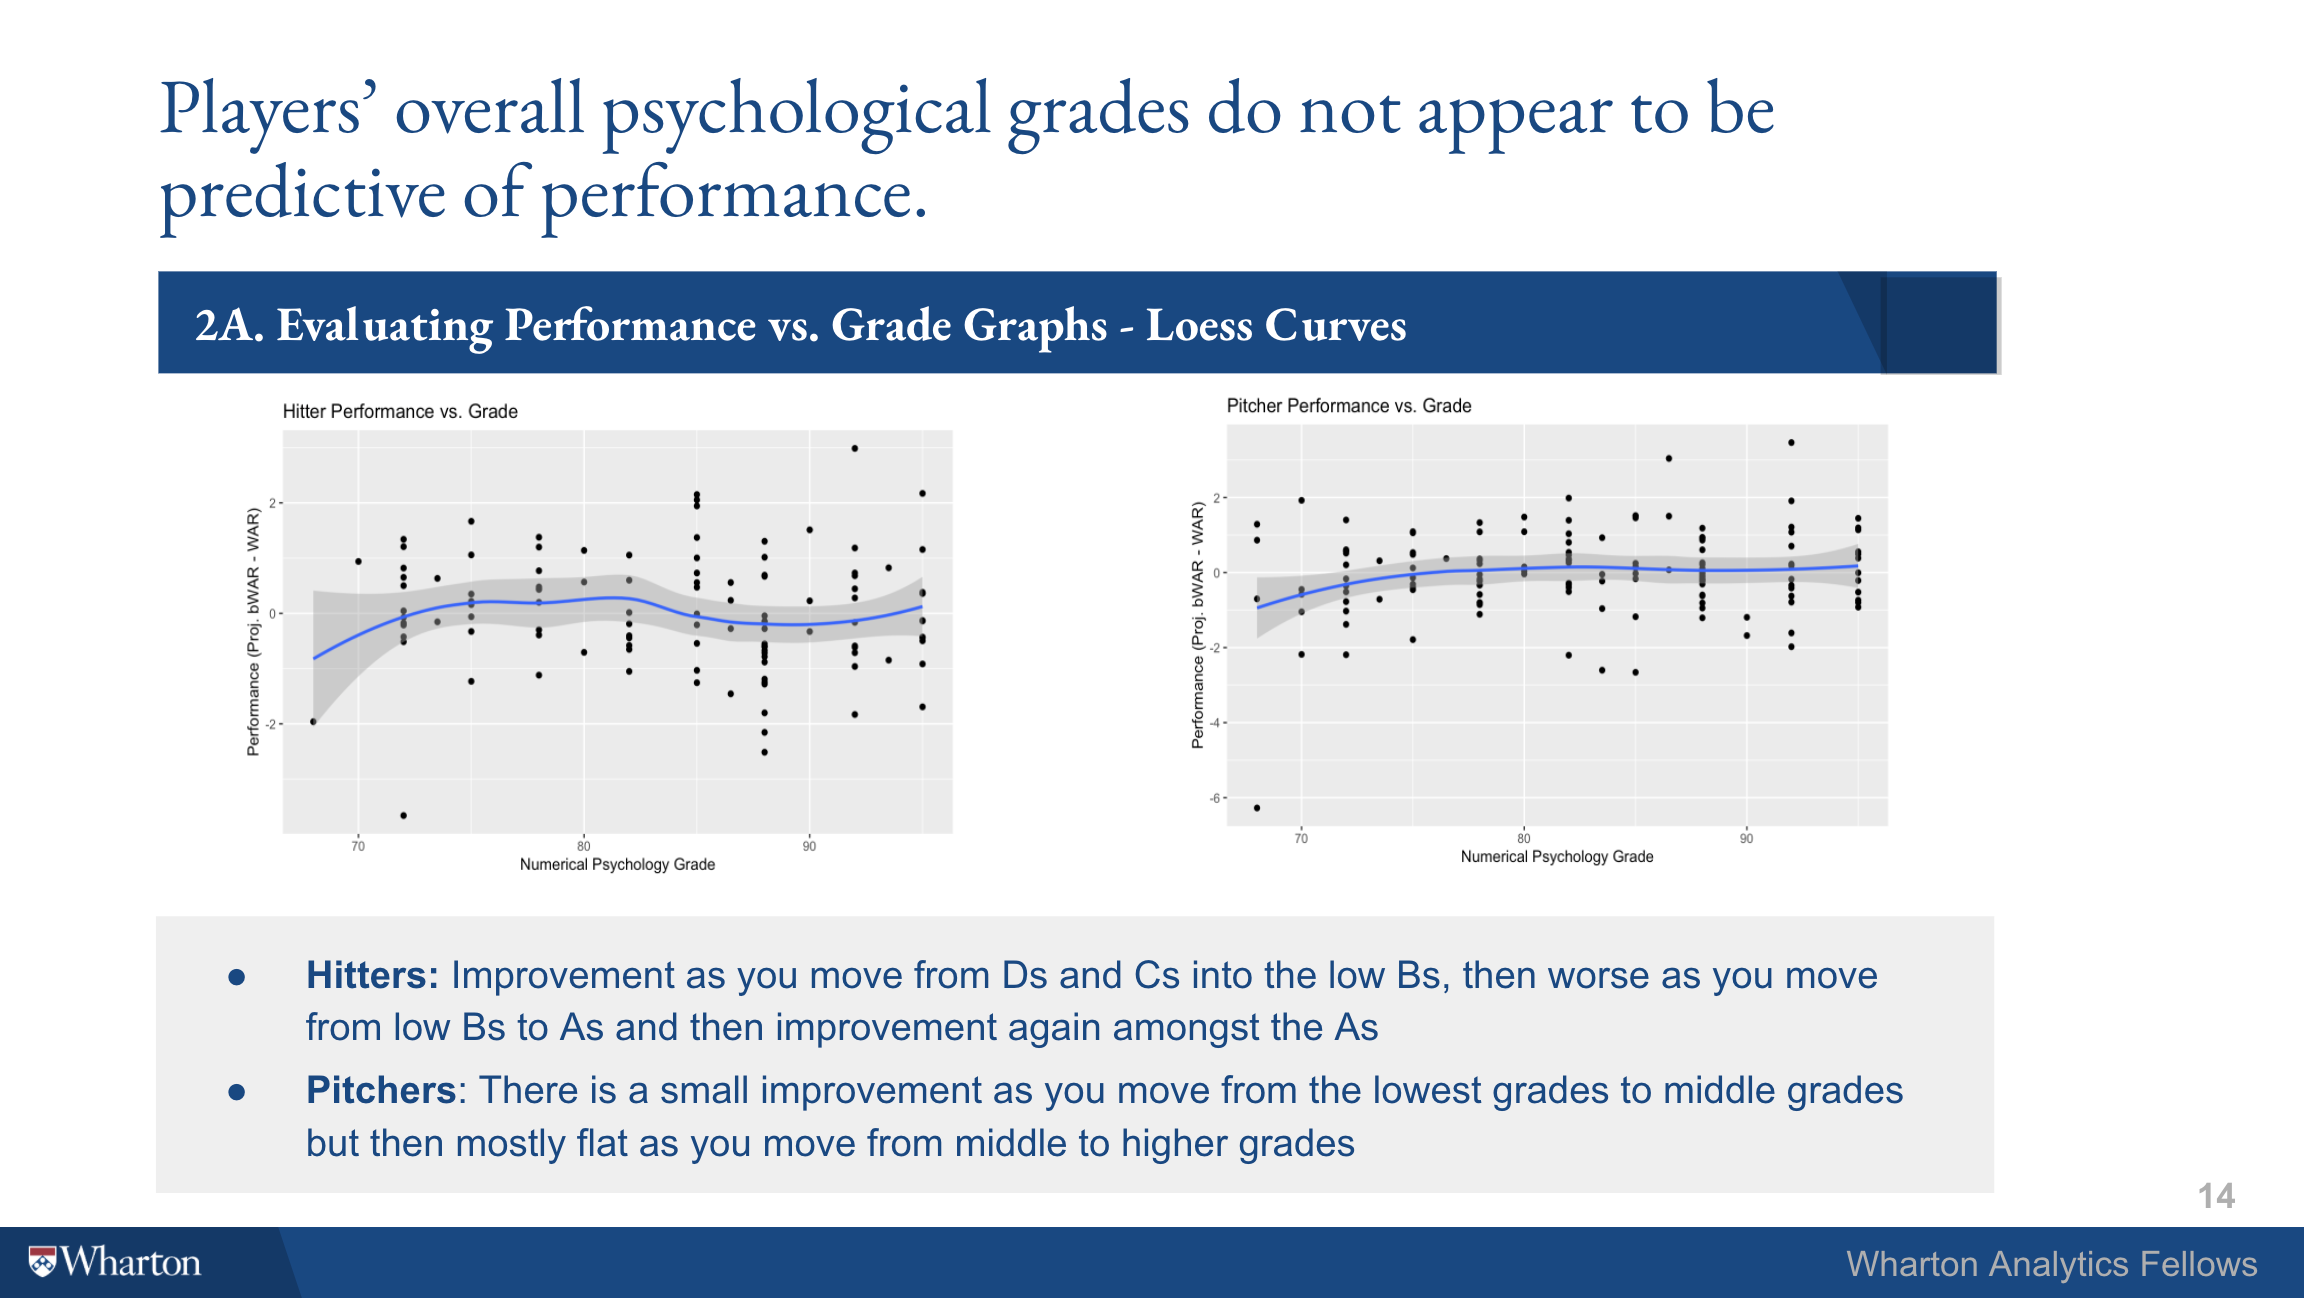 Players’ overall psychological grades do not appear to be
predictive of performance.
2A. Evaluating Performance vs. Grade Graphs - Loess Curves
Hitter Performance vs. Grade
Performance (Proj. bWAR - WAR)
2
0
-2
70
80
90
Numerical Psychology Grade
Pitcher Performance vs. Grade
Performance (Proj. bWAR - WAR)
2
0
-2
-4
-6
70
80
90
Numerical Psychology Grade
● Hitters: Improvement as you move from Ds and Cs into the low Bs, then worse as you move
from low Bs to As and then improvement again amongst the As
● Pitchers: There is a small improvement as you move from the lowest grades to middle grades
but then mostly flat as you move from middle to higher grades
14
Wharton
Wharton Analytics Fellows